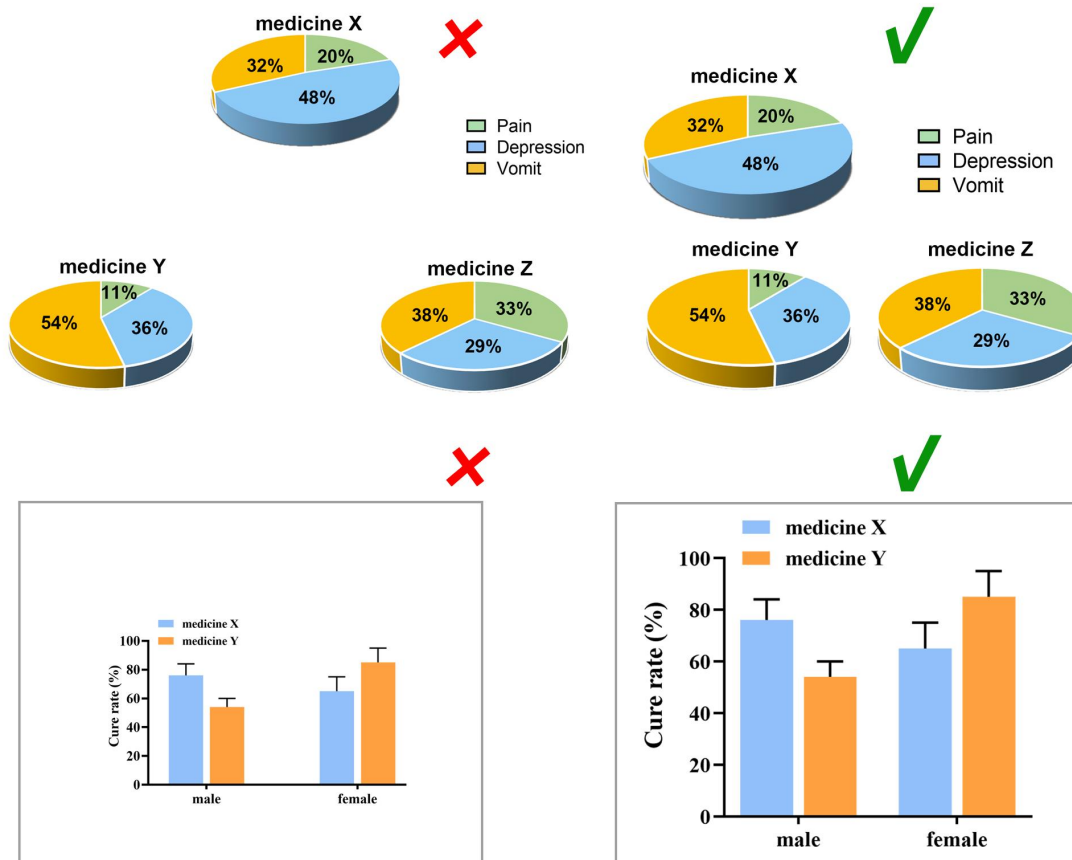 medicine X
32%
20%
48%
Pain
Depression
Vomit
medicine Y
11%
54%
36%
medicine Z
38%
33%
29%
medicine X
32%
20%
48%
Pain
Depression
Vomit
medicine Y
11%
54%
36%
medicine Z
38%
33%
29%
medicine X
medicine Y
Cure rate (%)
100
80
60
40
20
0
male
female
medicine X
medicine Y
Cure rate (%)
100
80
60
40
20
0
male
female